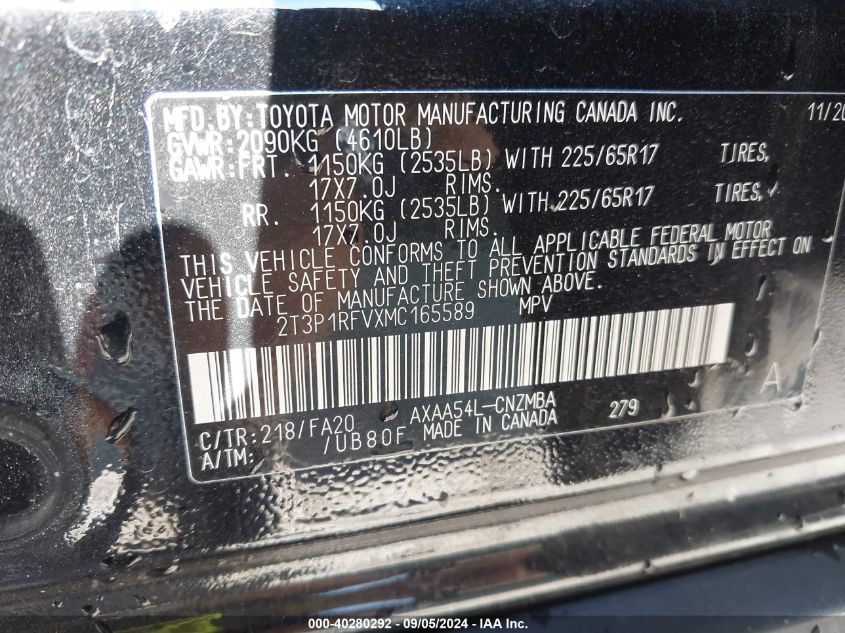 MFD. BY: TOYOTA MOTOR MANUFACTURING CANADA INC. 11/20
GVWR: 2090KG (4610LB)
GAWR: FRT. 1150KG (2535LB) WITH 225/65R17 TIRES,
17X7.0J RIMS.
RR. 1150KG (2535LB) WITH 225/65R17 TIRES,
17X7.0J RIMS.
THIS VEHICLE CONFORMS TO ALL APPLICABLE FEDERAL MOTOR
VEHICLE SAFETY AND THEFT PREVENTION STANDARDS IN EFFECT ON
THE DATE OF MANUFACTURE SHOWN ABOVE.
2T3P1RFVXMC165589 MPV
A
C/TR: 218/FA20 AXAA54L-CNZMBA 279
A/TM: /UB80F MADE IN CANADA
000-40280292 - 09/05/2024 - IAA Inc.